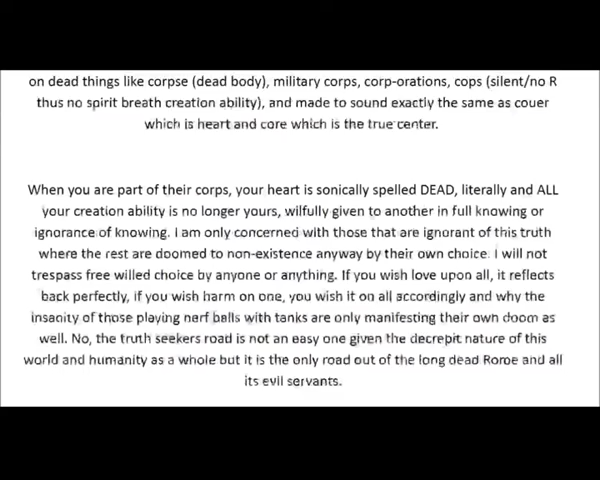 on dead things like corpse (dead body), military corps, corp-orations, cops (silent/no R
thus no spirit breath creation ability), and made to sound exactly the same as couer
which is heart and core which is the true center.
When you are part of their corps, your heart is sonically spelled DEAD, literally and ALL
your creation ability is no longer yours, wilfully given to another in full knowing or
ignorance of knowing. I am only concerned with those that are ignorant of this truth
where the rest are doomed to non-existence anyway by their own choice. I will not
trespass free willed choice by anyone or anything. If you wish love upon all, it reflects
back perfectly, if you wish harm on one, you wish it on all accordingly and why the
insanity of those playing nerf balls with tanks are only manifesting their own doom as
well. No, the truth seekers road is not an easy one given the decrepit nature of this
world and humanity as a whole but it is the only road out of the long dead Rome and all
its evil servants.